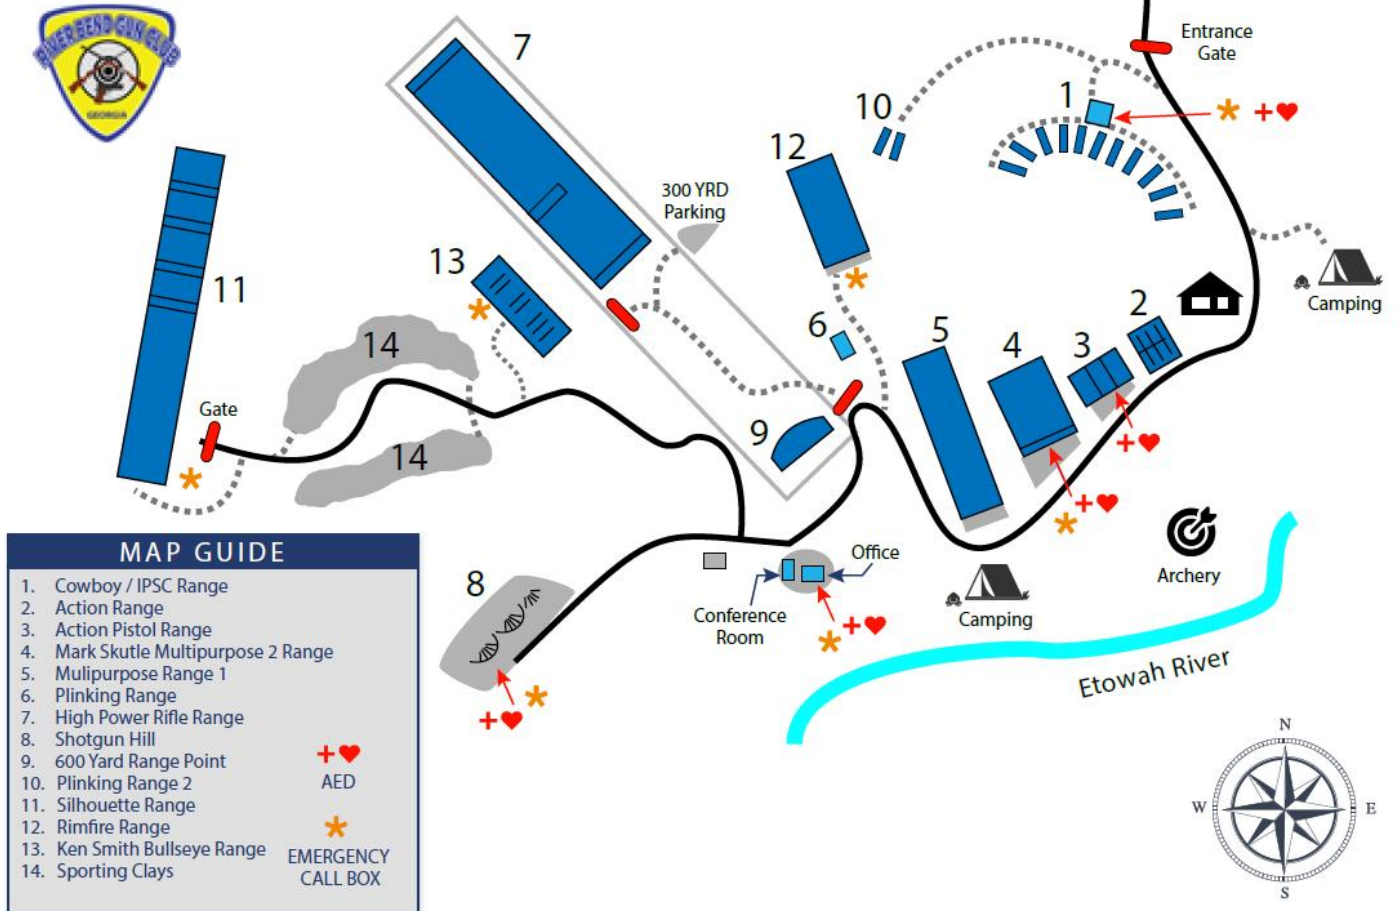 RIVER BEND GUN CLUB
GEORGIA
7
Entrance
Gate
10
1
12
300 YRD
Parking
13
11
Camping
2
6
5
4
3
14
Gate
9
14
8
Office
Conference
Room
Archery
Camping
Etowah River
MAP GUIDE
1. Cowboy / IPSC Range
2. Action Range
3. Action Pistol Range
4. Mark Skutle Multipurpose 2 Range
5. Mulipurpose Range 1
6. Plinking Range
7. High Power Rifle Range
8. Shotgun Hill
9. 600 Yard Range Point
10. Plinking Range 2
11. Silhouette Range
12. Rimfire Range
13. Ken Smith Bullseye Range
14. Sporting Clays
AED
EMERGENCY
CALL BOX
N
W
E
S